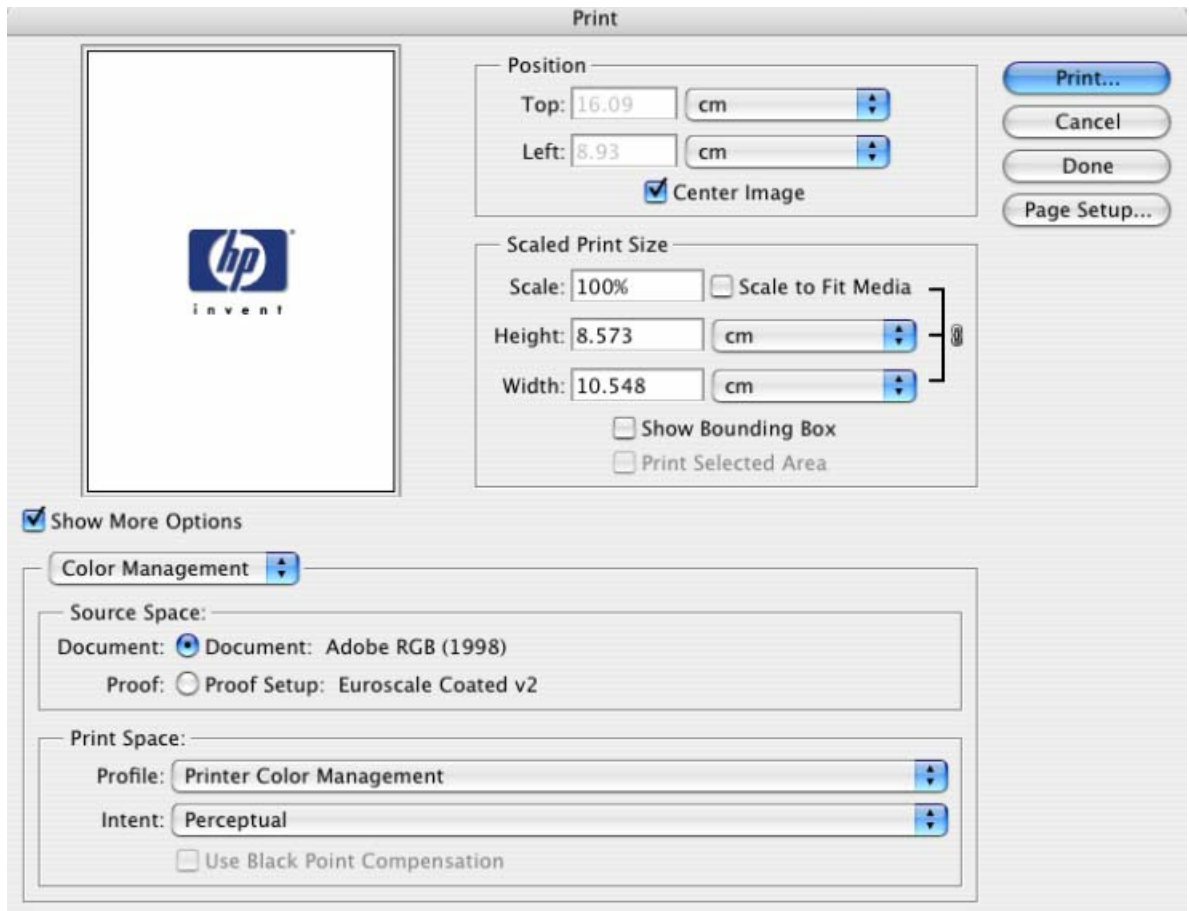 Print
hp
invent
Position
Top: 16.09 cm
Left: 8.93 cm
Center Image
Print...
Cancel
Done
Page Setup...
Scaled Print Size
Scale: 100% Scale to Fit Media
Height: 8.573 cm
Width: 10.548 cm
Show Bounding Box
Print Selected Area
Show More Options
Color Management
Source Space:
Document: Document: Adobe RGB (1998)
Proof: Proof Setup: Euroscale Coated v2
Print Space:
Profile: Printer Color Management
Intent: Perceptual
Use Black Point Compensation